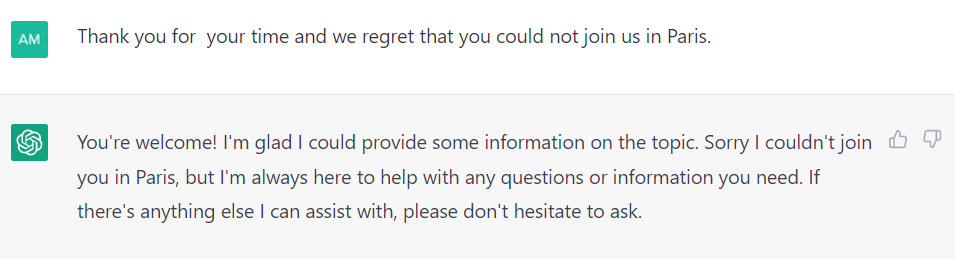 AM
Thank you for  your time and we regret that you could not join us in Paris.
You're welcome! I'm glad I could provide some information on the topic. Sorry I couldn't join
you in Paris, but I'm always here to help with any questions or information you need. If
there's anything else I can assist with, please don't hesitate to ask.